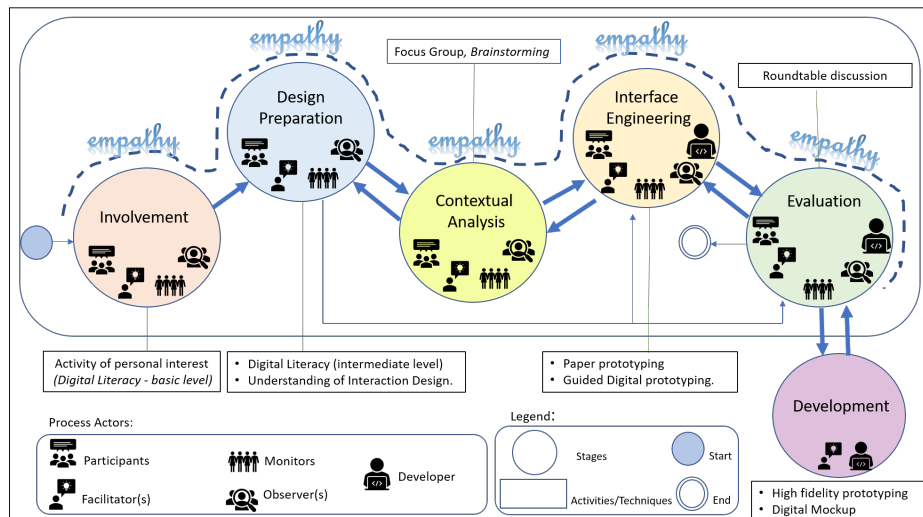 empathy
empathy
Focus Group, Brainstorming
Roundtable discussion
Design
Preparation
Interface
Engineering
empathy
empathy
empathy
Involvement
Contextual
Analysis
Evaluation
Activity of personal interest
(Digital Literacy - basic level)
• Digital Literacy (intermediate level)
• Understanding of Interaction Design.
• Paper prototyping
• Guided Digital prototyping.
Development
Process Actors:
Participants
Monitors
Developer
Facilitator(s)
Observer(s)
Legend:
Stages
Start
Activities/Techniques
End
• High fidelity prototyping
• Digital Mockup